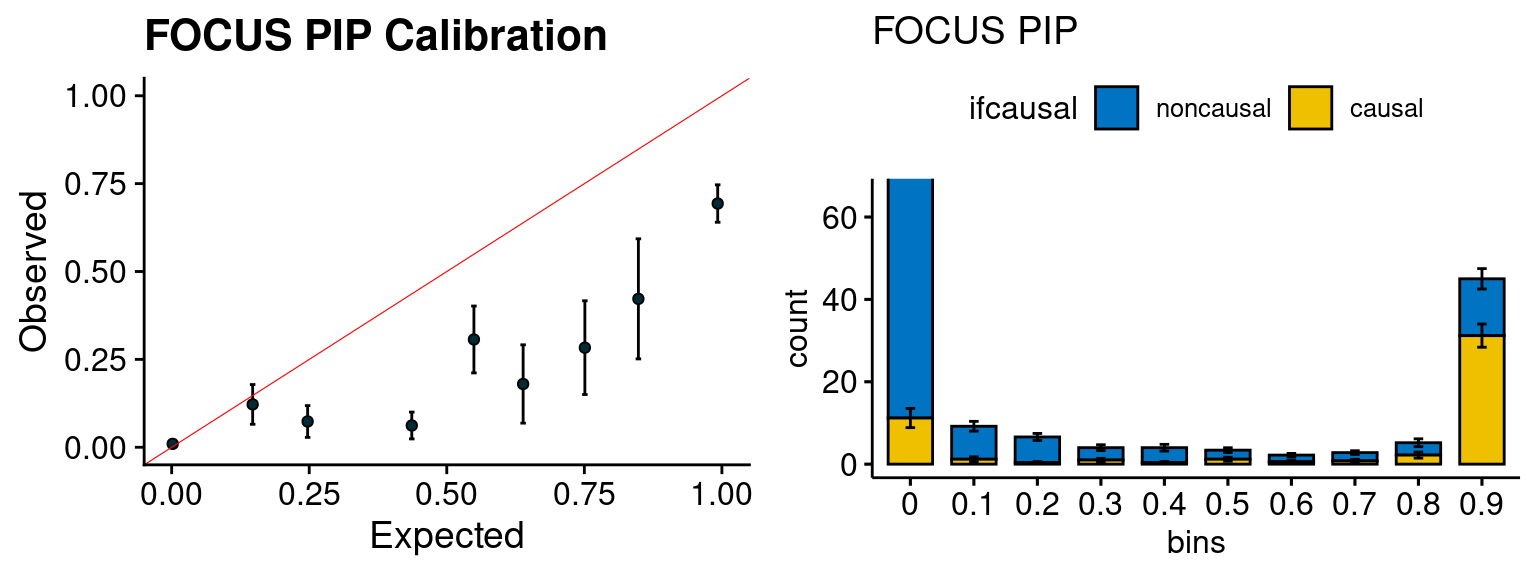 FOCUS PIP Calibration
1.00
0.75
0.50
0.25
0.00
Observed
0.00 0.25 0.50 0.75 1.00
Expected
FOCUS PIP
ifcausal noncausal causal
60
40
20
0
count
0 0.1 0.2 0.3 0.4 0.5 0.6 0.7 0.8 0.9
bins